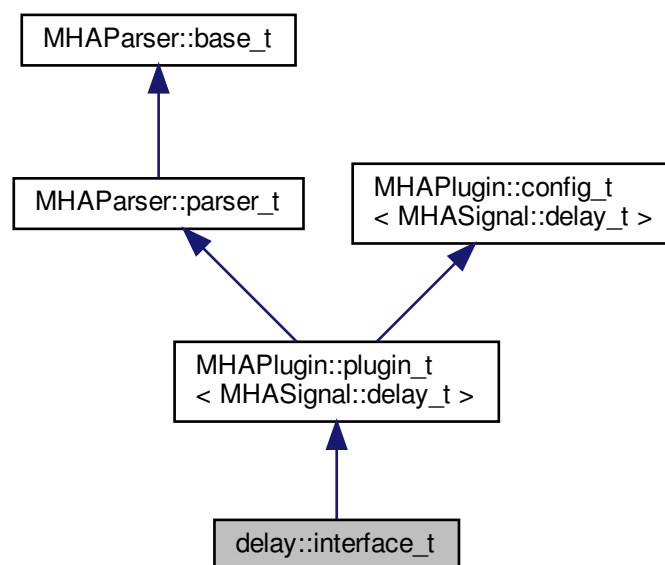 MHAParser::base_t
MHAParser::parser_t
MHAPlugin::config_t
< MHASignal::delay_t >
MHAPlugin::plugin_t
< MHASignal::delay_t >
delay::interface_t